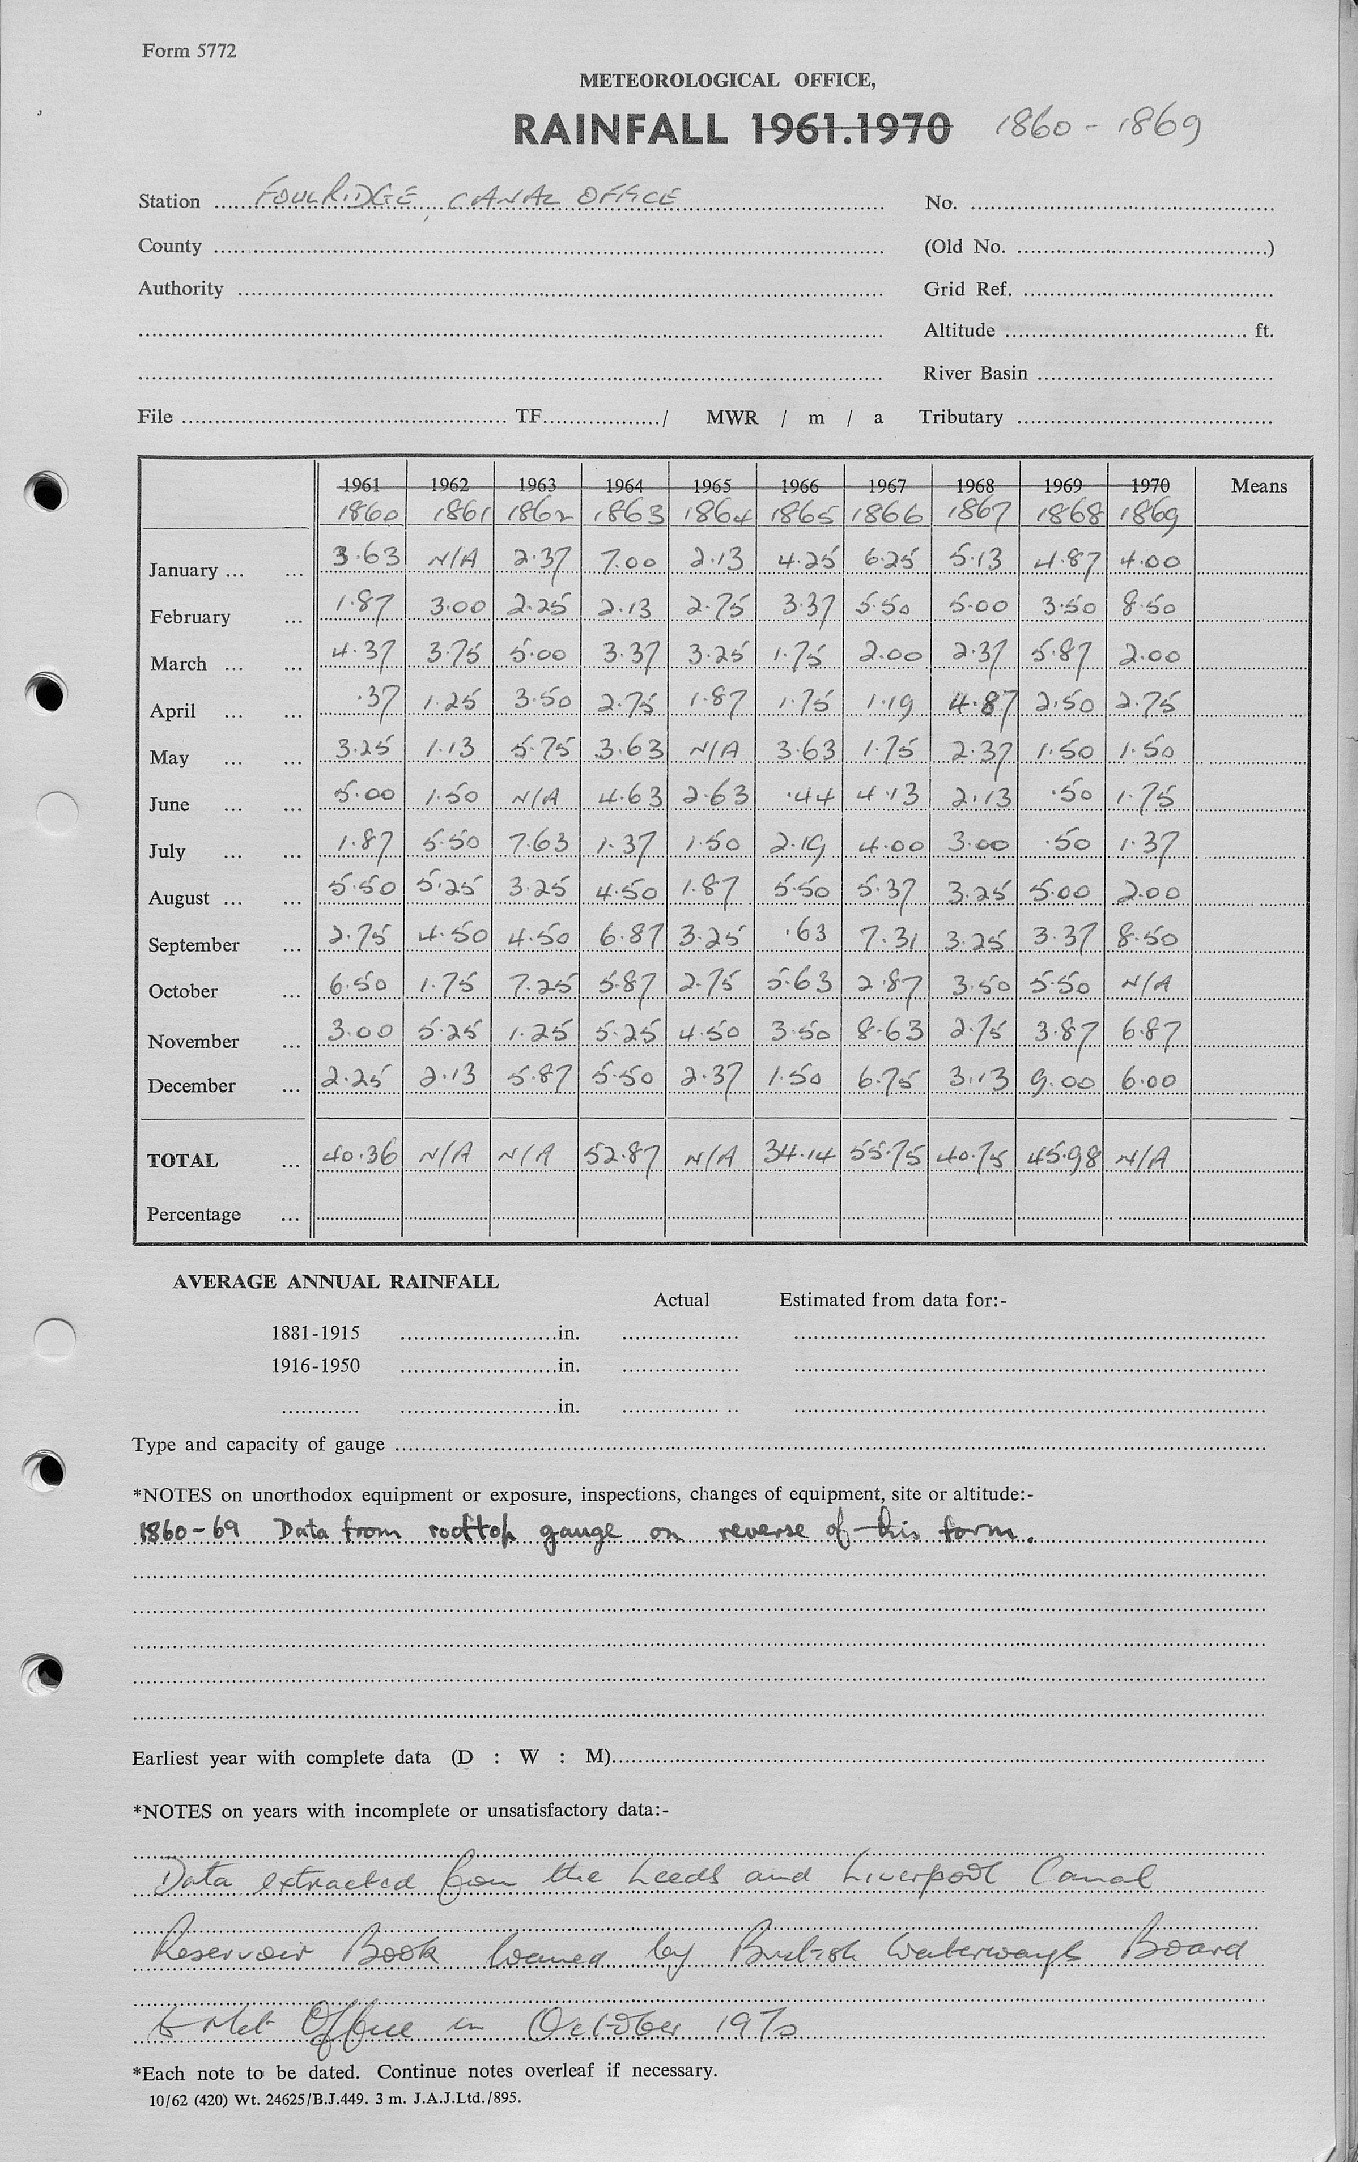 Form 5772
METEOROLOGICAL OFFICE,
RAINFALL 1961.1970 1860 - 1869
Station FOULRIDGE, CANAL OFFICE No.
County (Old No. )
Authority Grid Ref.
Altitude ft.
River Basin
File TF / MWR / m / a Tributary
1961 1962 1963 1964 1965 1966 1967 1968 1969 1970 Means
1860 1861 1862 1863 1864 1865 1866 1867 1868 1869
January ... ... 3.63 N/A 2.37 7.00 2.13 4.25 6.25 5.13 4.87 4.00
February ... 1.87 3.00 2.25 2.13 2.75 3.37 5.50 5.00 3.50 8.50
March ... ... 4.37 3.75 5.00 3.37 3.25 1.75 2.00 2.37 5.87 2.00
April ... ... .37 1.25 3.50 2.75 1.87 1.75 1.19 4.87 2.50 2.75
May ... ... 3.25 1.13 5.75 3.63 N/A 3.63 1.75 2.37 1.50 1.50
June ... ... 5.00 1.50 N/A 4.63 2.63 .44 4.13 2.13 .50 1.75
July ... ... 1.87 5.50 7.63 1.37 1.50 2.19 4.00 3.00 .50 1.37
August ... ... 5.50 5.25 3.25 4.50 1.87 5.50 5.37 3.25 5.00 2.00
September ... 2.75 4.50 4.50 6.87 3.25 .63 7.31 3.25 3.37 8.50
October ... 6.50 1.75 7.25 5.87 2.75 5.63 2.87 3.50 5.50 N/A
November ... 3.00 5.25 1.25 5.25 4.50 3.50 8.63 2.75 3.87 6.87
December ... 2.25 2.13 5.87 5.50 2.37 1.50 6.75 3.13 9.00 6.00
TOTAL ... 40.36 N/A N/A 52.87 N/A 34.14 55.75 40.75 45.98 N/A
Percentage ...
AVERAGE ANNUAL RAINFALL
Actual Estimated from data for:-
1881-1915 in.
1916-1950 in.
in.
Type and capacity of gauge
*NOTES on unorthodox equipment or exposure, inspections, changes of equipment, site or altitude:-
1860-69 Data from rooftop gauge on reverse of this form.
Earliest year with complete data (D : W : M)
*NOTES on years with incomplete or unsatisfactory data:-
Data extracted from the Leeds and Liverpool Canal
Reservoir Book loaned by British Waterways Board
to Met Office in October 1970
*Each note to be dated. Continue notes overleaf if necessary.
10/62 (420) Wt. 24625/B.J.449. 3 m. J.A.J.Ltd./895.